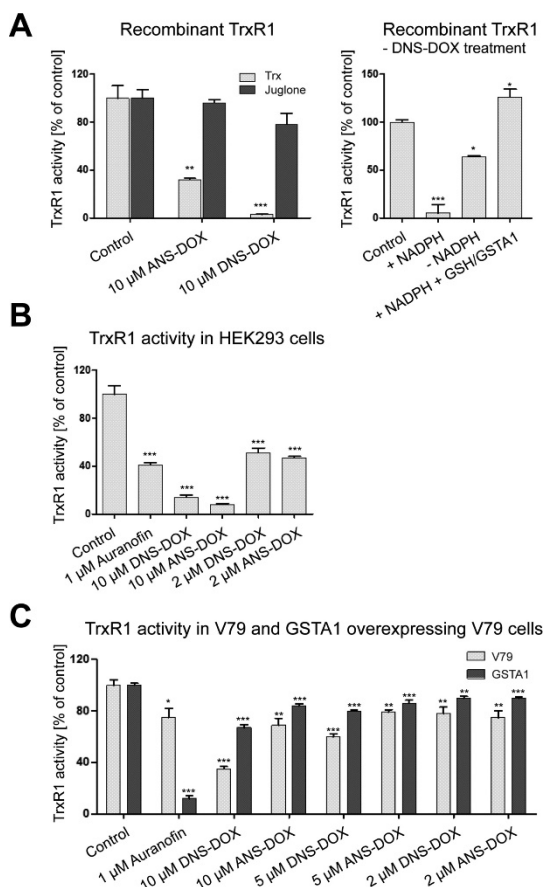 A
Recombinant TrxR1
TrxR1 activity [% of control]
120
80
40
0
Trx
Juglone
**
***
Control
10 µM ANS-DOX
10 µM DNS-DOX
Recombinant TrxR1
- DNS-DOX treatment
TrxR1 activity [% of control]
150
100
50
0
***
*
*
Control
+ NADPH
- NADPH
+ NADPH + GSH/GSTA1
B
TrxR1 activity in HEK293 cells
TrxR1 activity [% of control]
120
80
40
0
***
***
***
***
***
Control
1 µM Auranofin
10 µM DNS-DOX
10 µM ANS-DOX
2 µM DNS-DOX
2 µM ANS-DOX
C
TrxR1 activity in V79 and GSTA1 overexpressing V79 cells
TrxR1 activity [% of control]
120
80
40
0
V79
GSTA1
*
***
***
***
**
***
***
***
**
***
**
**
**
***
Control
1 µM Auranofin
10 µM DNS-DOX
10 µM ANS-DOX
5 µM DNS-DOX
5 µM ANS-DOX
2 µM DNS-DOX
2 µM ANS-DOX